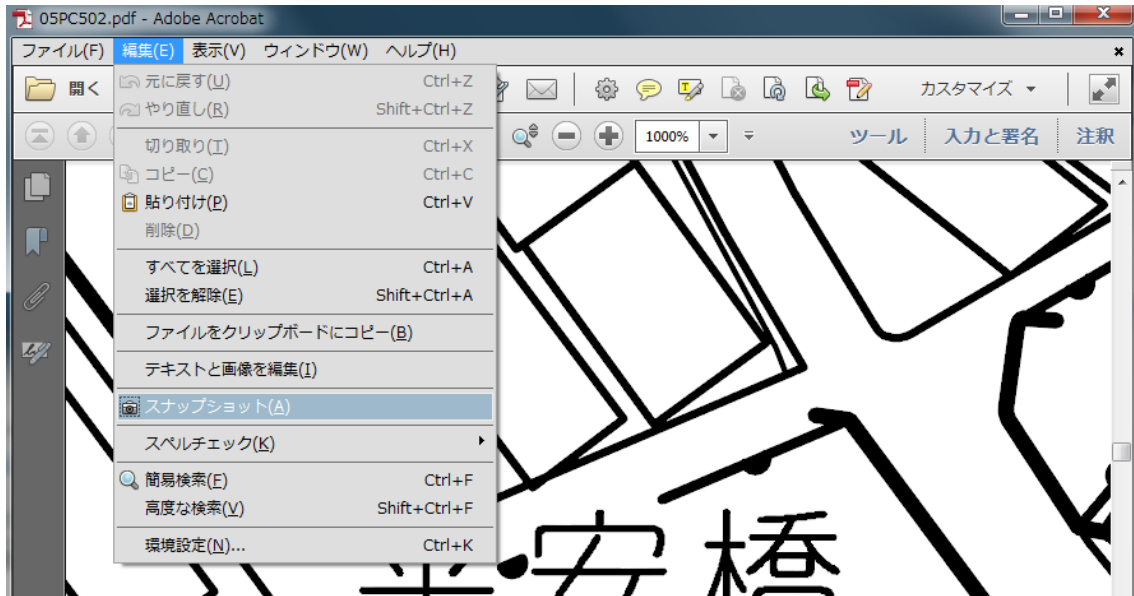 05PC502.pdf - Adobe Acrobat
ファイル(F) 編集(E) 表示(V) ウィンドウ(W) ヘルプ(H)
開く カスタマイズ
1000% ツール 入力と署名 注釈
元に戻す(U) Ctrl+Z
やり直し(R) Shift+Ctrl+Z
切り取り(T) Ctrl+X
コピー(C) Ctrl+C
貼り付け(P) Ctrl+V
削除(D)
すべてを選択(L) Ctrl+A
選択を解除(E) Shift+Ctrl+A
ファイルをクリップボードにコピー(B)
テキストと画像を編集(I)
スナップショット(A)
スペルチェック(K)
簡易検索(F) Ctrl+F
高度な検索(V) Shift+Ctrl+F
環境設定(N)... Ctrl+K
安橋